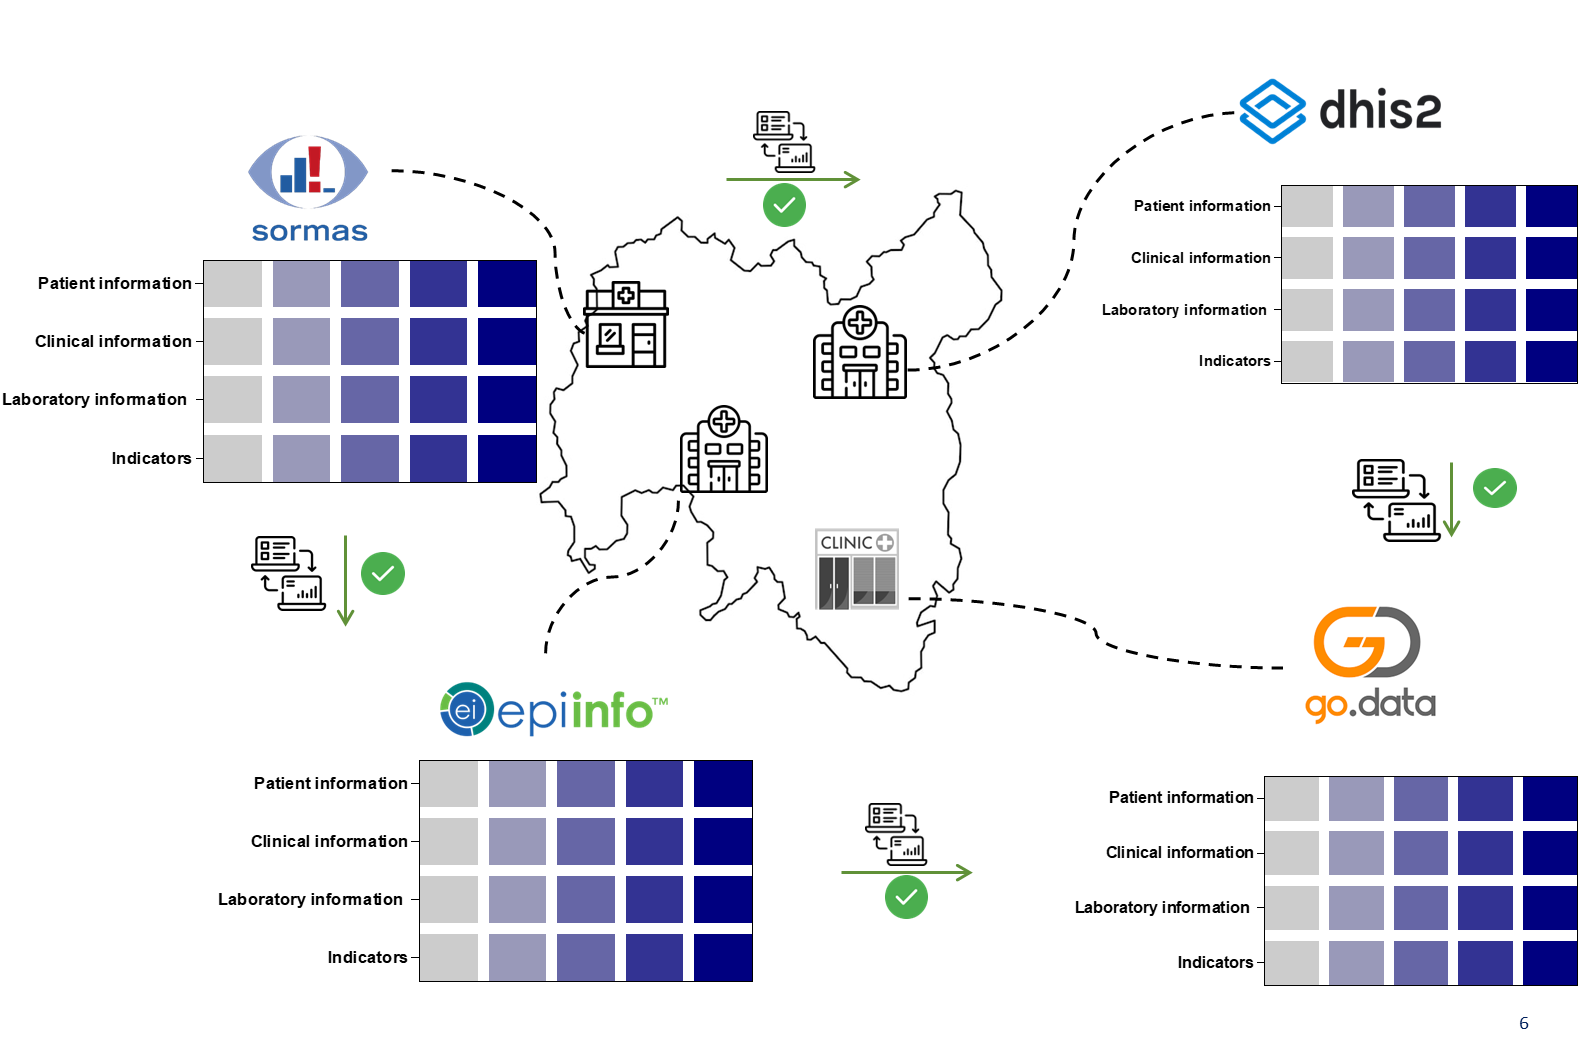 dhis2
sormas
Patient information
Clinical information
Laboratory information
Indicators
Patient information
Clinical information
Laboratory information
Indicators
CLINIC
go.data
ei epiinfo™
Patient information
Clinical information
Laboratory information
Indicators
Patient information
Clinical information
Laboratory information
Indicators
6